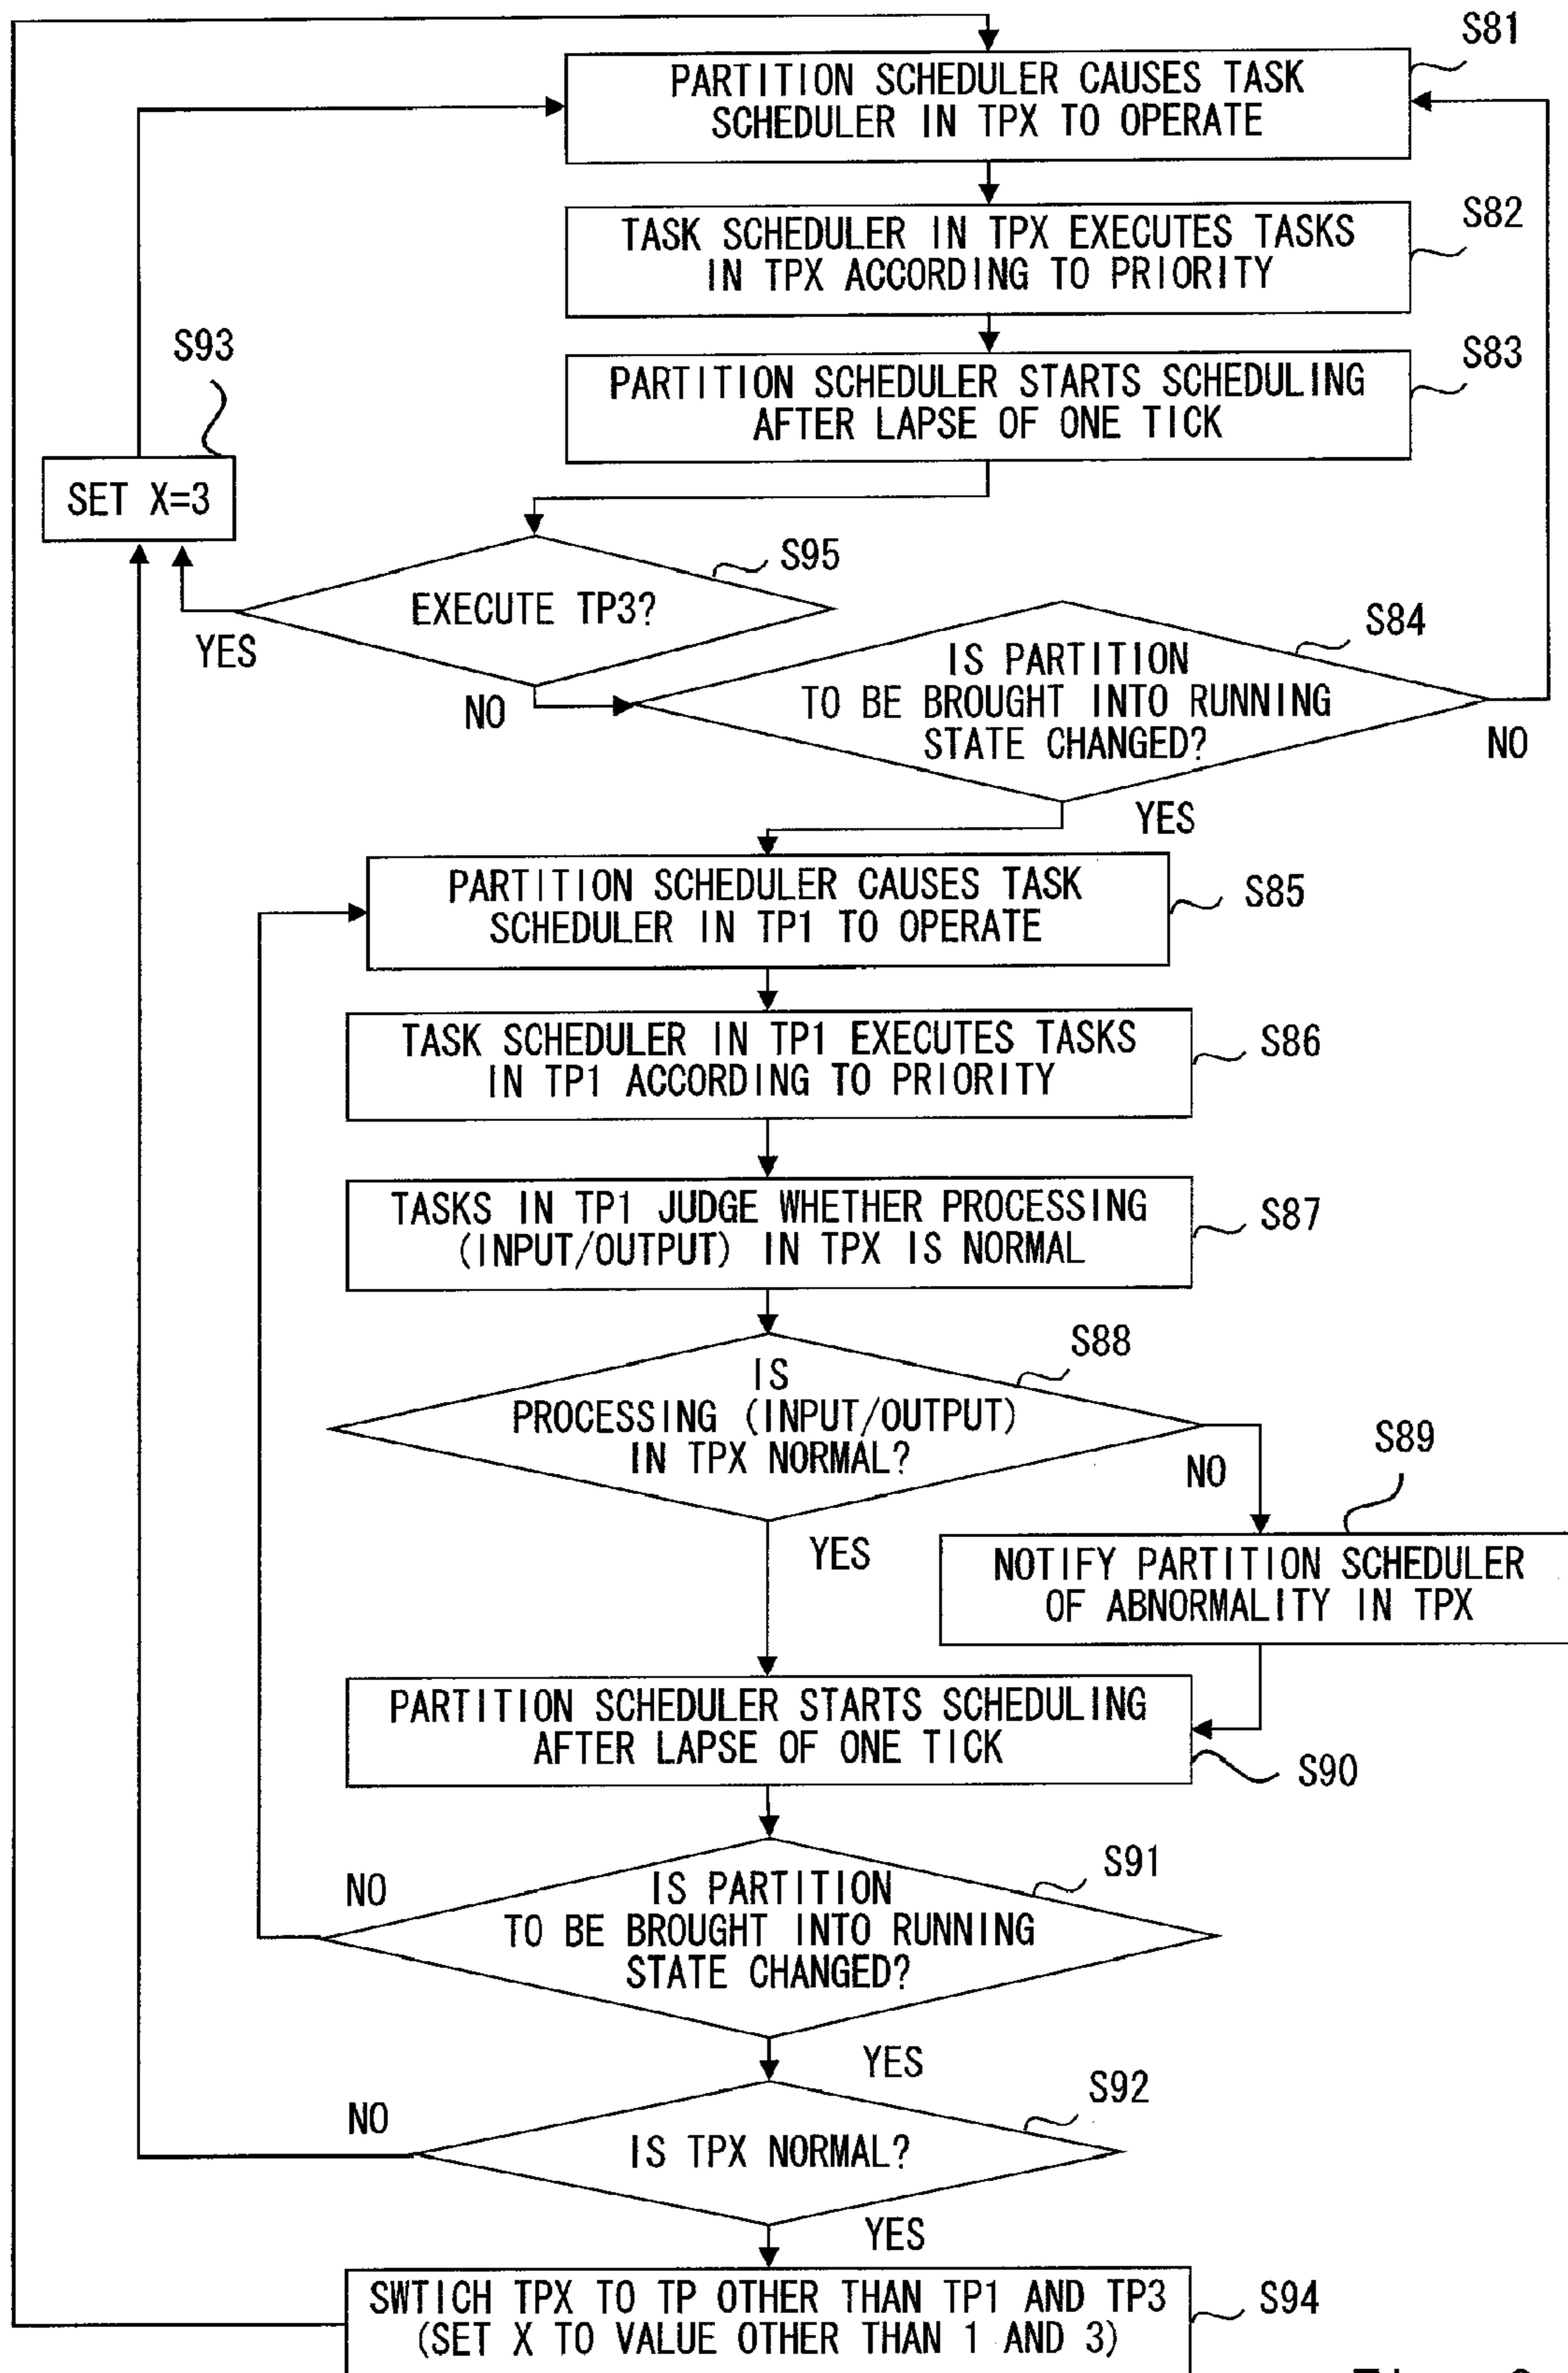 S81
PARTITION SCHEDULER CAUSES TASK
SCHEDULER IN TPX TO OPERATE
S82
TASK SCHEDULER IN TPX EXECUTES TASKS
IN TPX ACCORDING TO PRIORITY
S83
PARTITION SCHEDULER STARTS SCHEDULING
AFTER LAPSE OF ONE TICK
S93
SET X=3
S95
EXECUTE TP3?
YES
NO
S84
IS PARTITION
TO BE BROUGHT INTO RUNNING
STATE CHANGED?
NO
YES
PARTITION SCHEDULER CAUSES TASK
SCHEDULER IN TP1 TO OPERATE
S85
TASK SCHEDULER IN TP1 EXECUTES TASKS
IN TP1 ACCORDING TO PRIORITY
S86
TASKS IN TP1 JUDGE WHETHER PROCESSING
(INPUT/OUTPUT) IN TPX IS NORMAL
S87
S88
IS
PROCESSING (INPUT/OUTPUT)
IN TPX NORMAL?
NO
YES
S89
NOTIFY PARTITION SCHEDULER
OF ABNORMALITY IN TPX
PARTITION SCHEDULER STARTS SCHEDULING
AFTER LAPSE OF ONE TICK
S90
S91
IS PARTITION
TO BE BROUGHT INTO RUNNING
STATE CHANGED?
NO
YES
S92
IS TPX NORMAL?
NO
YES
SWTICH TPX TO TP OTHER THAN TP1 AND TP3
(SET X TO VALUE OTHER THAN 1 AND 3)
S94